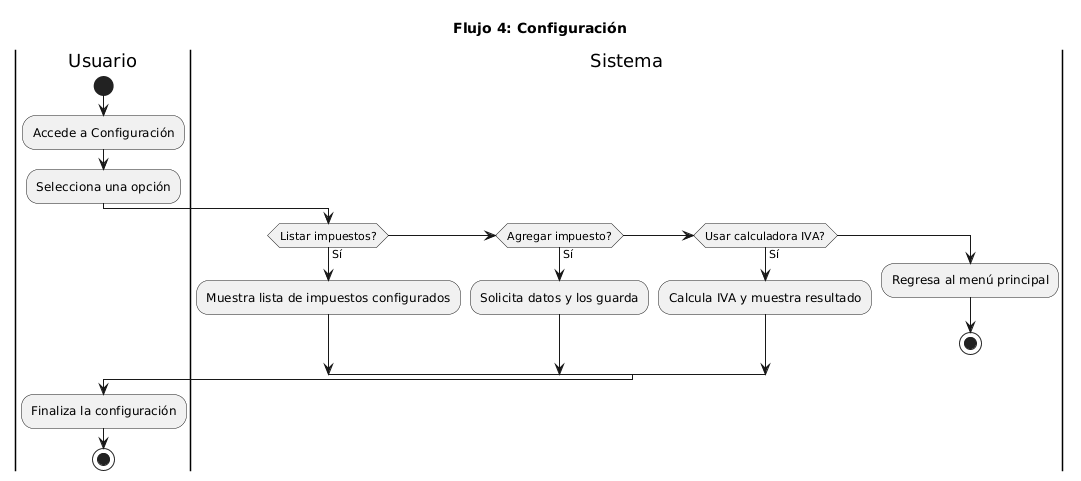 Flujo 4: Configuración
Usuario
Sistema
Accede a Configuración
Selecciona una opción
Listar impuestos?
Agregar impuesto?
Usar calculadora IVA?
Sí
Sí
Sí
Regresa al menú principal
Muestra lista de impuestos configurados
Solicita datos y los guarda
Calcula IVA y muestra resultado
Finaliza la configuración